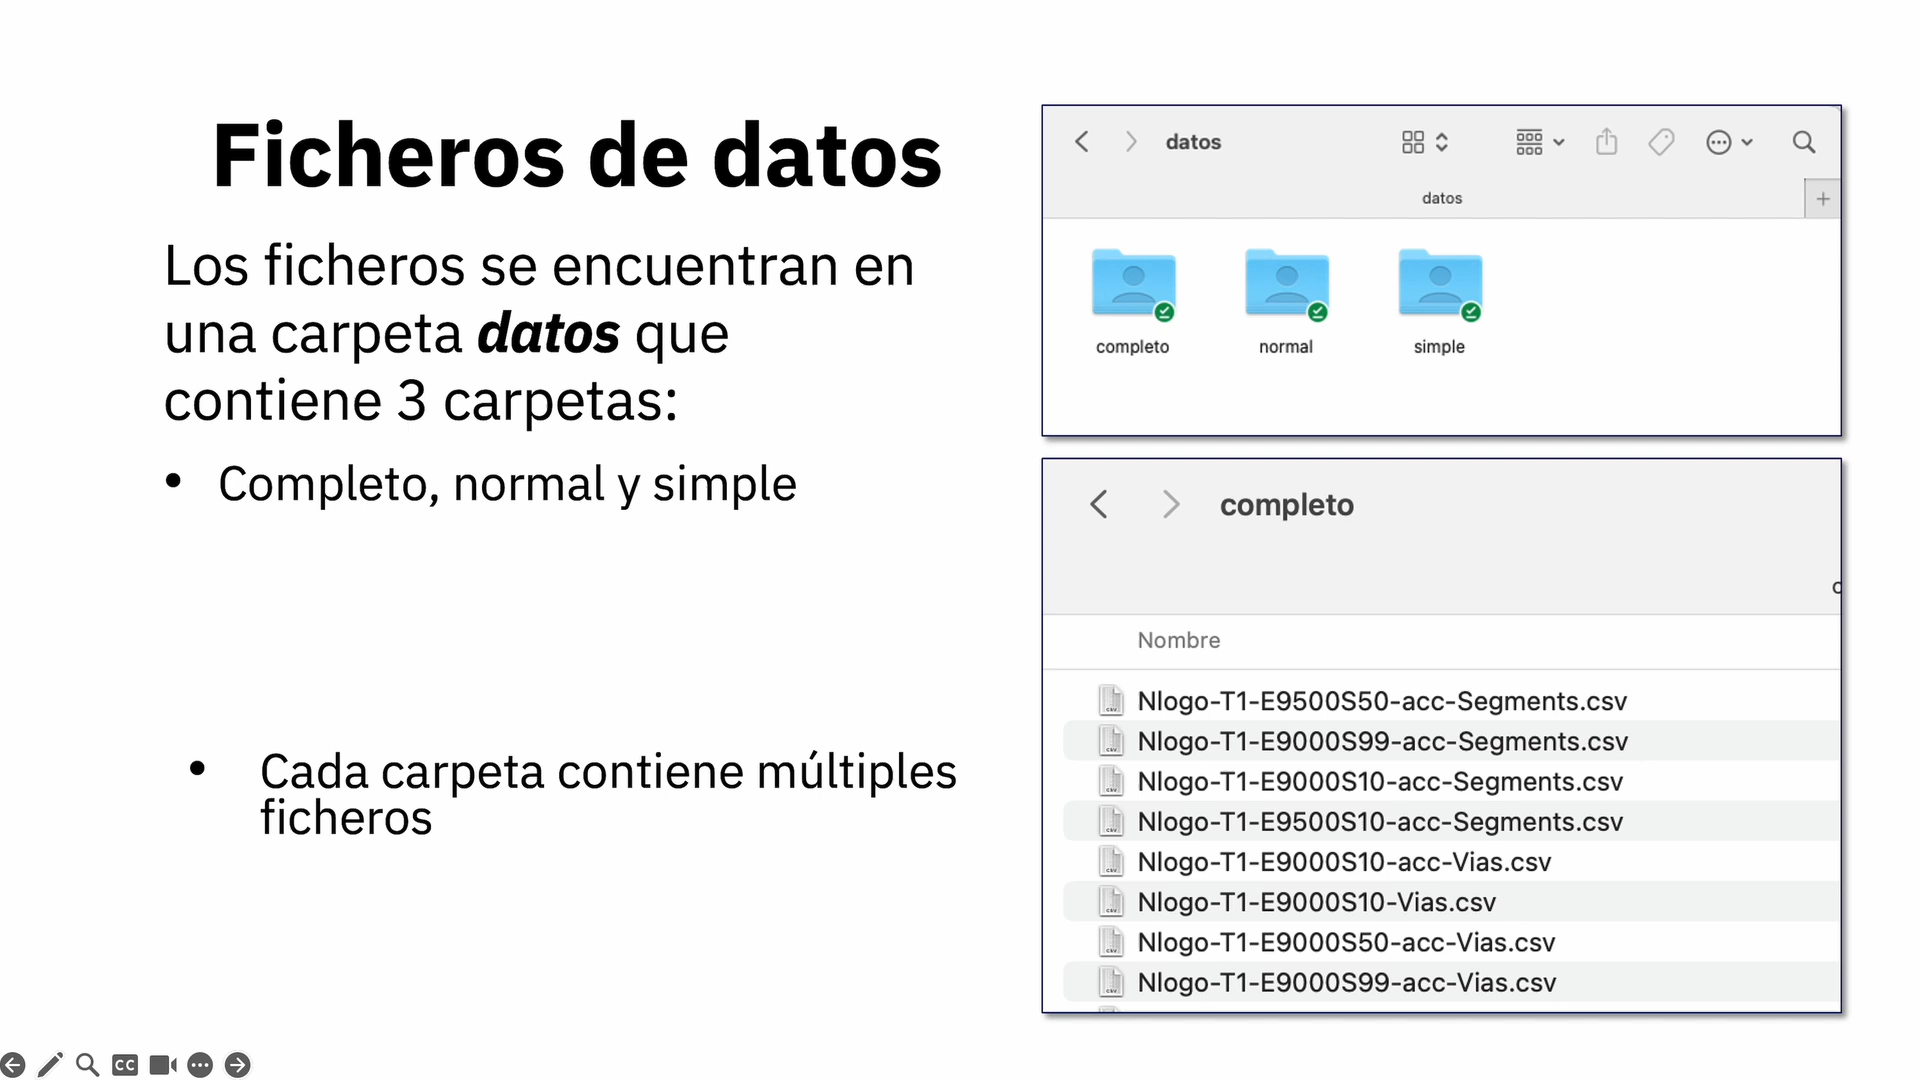 Ficheros de datos
Los ficheros se encuentran en
una carpeta datos que
contiene 3 carpetas:
• Completo, normal y simple
• Cada carpeta contiene múltiples
ficheros
datos
datos
completo
normal
simple
completo
Nombre
Nlogo-T1-E9500S50-acc-Segments.csv
Nlogo-T1-E9000S99-acc-Segments.csv
Nlogo-T1-E9000S10-acc-Segments.csv
Nlogo-T1-E9500S10-acc-Segments.csv
Nlogo-T1-E9000S10-acc-Vias.csv
Nlogo-T1-E9000S10-Vias.csv
Nlogo-T1-E9000S50-acc-Vias.csv
Nlogo-T1-E9000S99-acc-Vias.csv
CC